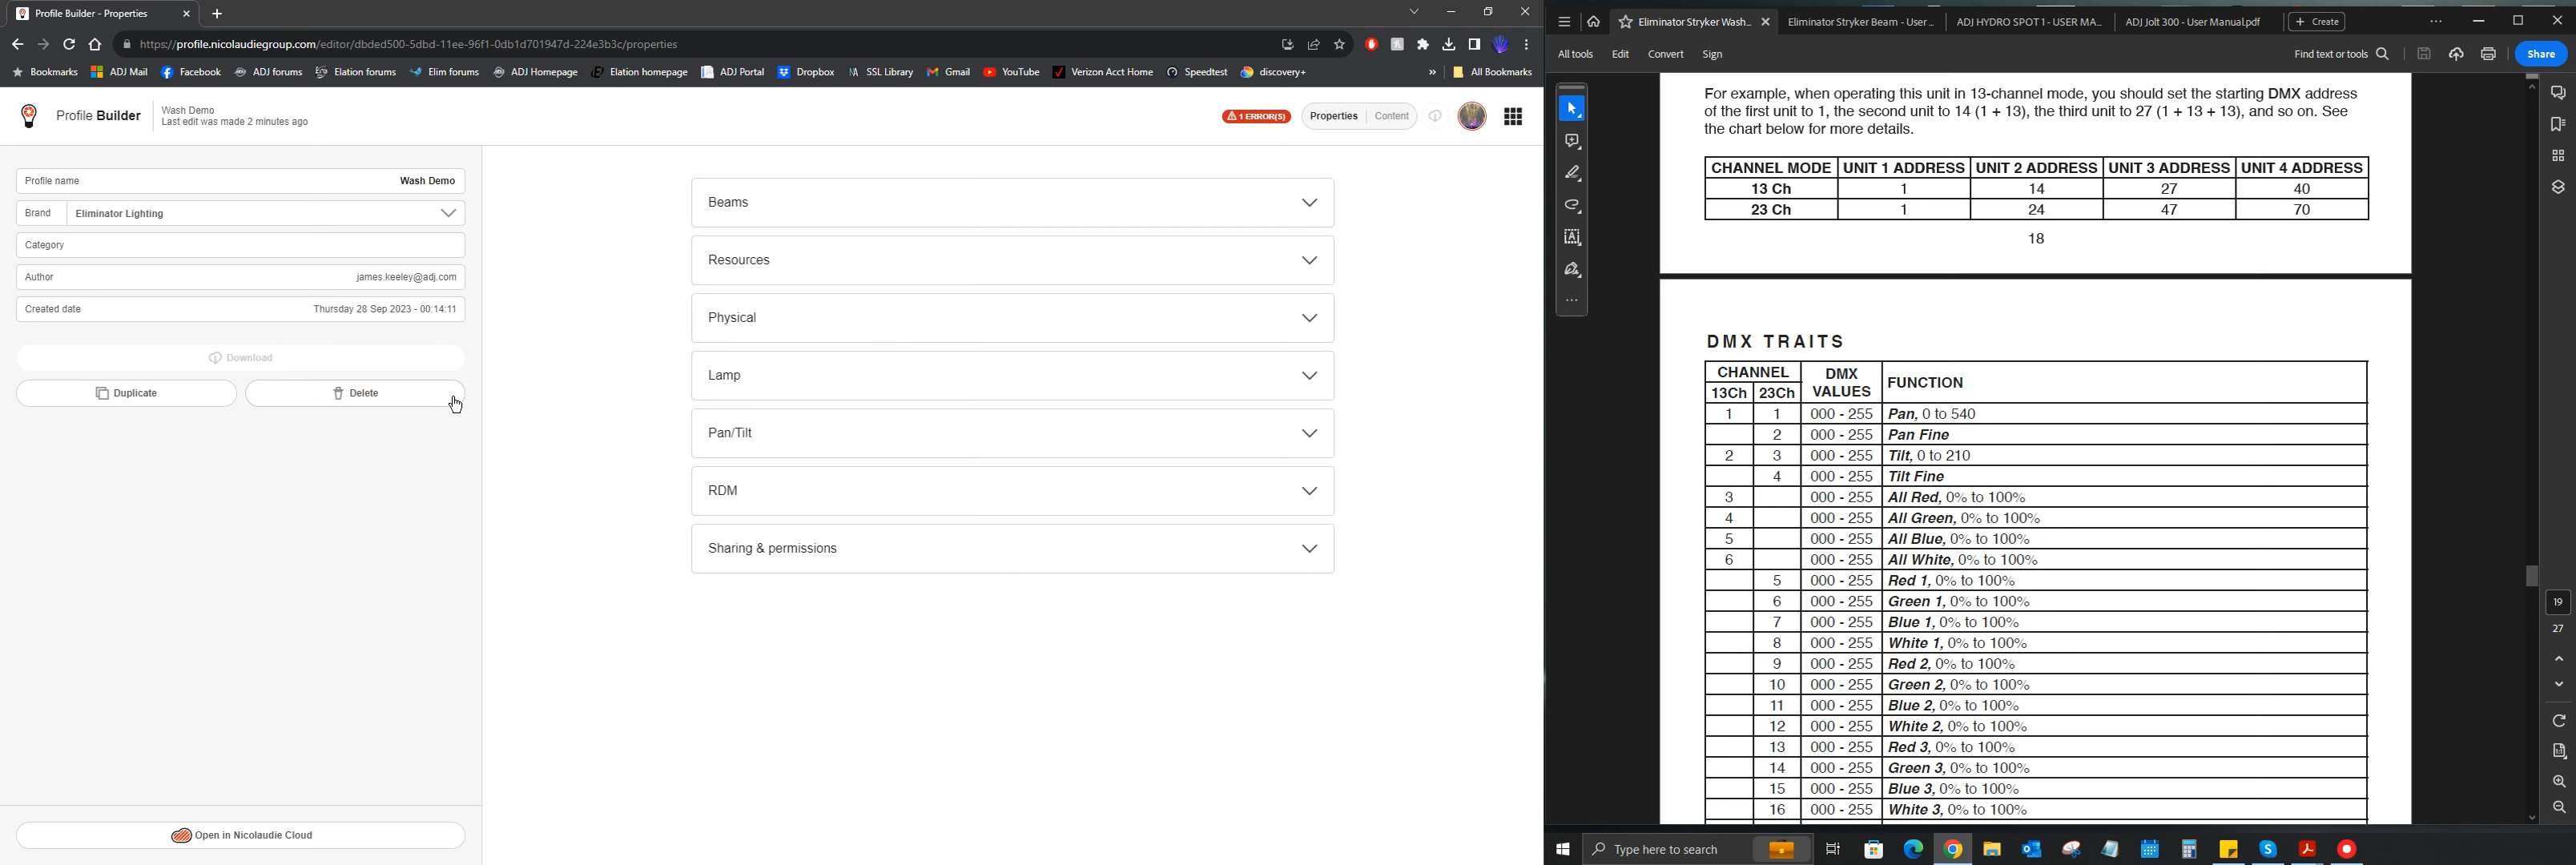 Profile Builder - Properties
https://profile.nicolaudiegroup.com/editor/dbded500-5dbd-11ee-96f1-0db1d701947d-224e3b3c/properties
Bookmarks ADJ Mail Facebook ADJ forums Elation forums Elim forums ADJ Homepage Elation homepage ADJ Portal Dropbox SSL Library Gmail YouTube Verizon Acct Home Speedtest discovery+ » All Bookmarks
Profile Builder
Wash Demo
Last edit was made 2 minutes ago
1 ERROR(S)
Properties Content
Profile name Wash Demo
Brand Eliminator Lighting
Category
Author james.keeley@adj.com
Created date Thursday 28 Sep 2023 - 00:14:11
Download
Duplicate Delete
Open in Nicolaudie Cloud
Beams
Resources
Physical
Lamp
Pan/Tilt
RDM
Sharing & permissions
Eliminator Stryker Wash... Eliminator Stryker Beam - User ... ADJ HYDRO SPOT 1 - USER MA... ADJ Jolt 300 - User Manual.pdf + Create
All tools Edit Convert Sign Find text or tools Share
For example, when operating this unit in 13-channel mode, you should set the starting DMX address
of the first unit to 1, the second unit to 14 (1 + 13), the third unit to 27 (1 + 13 + 13), and so on. See
the chart below for more details.
CHANNEL MODE UNIT 1 ADDRESS UNIT 2 ADDRESS UNIT 3 ADDRESS UNIT 4 ADDRESS
13 Ch 1 14 27 40
23 Ch 1 24 47 70
18
DMX TRAITS
CHANNEL DMX VALUES FUNCTION
13Ch 23Ch
1 1 000 - 255 Pan, 0 to 540
2 000 - 255 Pan Fine
2 3 000 - 255 Tilt, 0 to 210
4 000 - 255 Tilt Fine
3 000 - 255 All Red, 0% to 100%
4 000 - 255 All Green, 0% to 100%
5 000 - 255 All Blue, 0% to 100%
6 000 - 255 All White, 0% to 100%
5 000 - 255 Red 1, 0% to 100%
6 000 - 255 Green 1, 0% to 100%
7 000 - 255 Blue 1, 0% to 100%
8 000 - 255 White 1, 0% to 100%
9 000 - 255 Red 2, 0% to 100%
10 000 - 255 Green 2, 0% to 100%
11 000 - 255 Blue 2, 0% to 100%
12 000 - 255 White 2, 0% to 100%
13 000 - 255 Red 3, 0% to 100%
14 000 - 255 Green 3, 0% to 100%
15 000 - 255 Blue 3, 0% to 100%
16 000 - 255 White 3, 0% to 100%
19
27
Type here to search